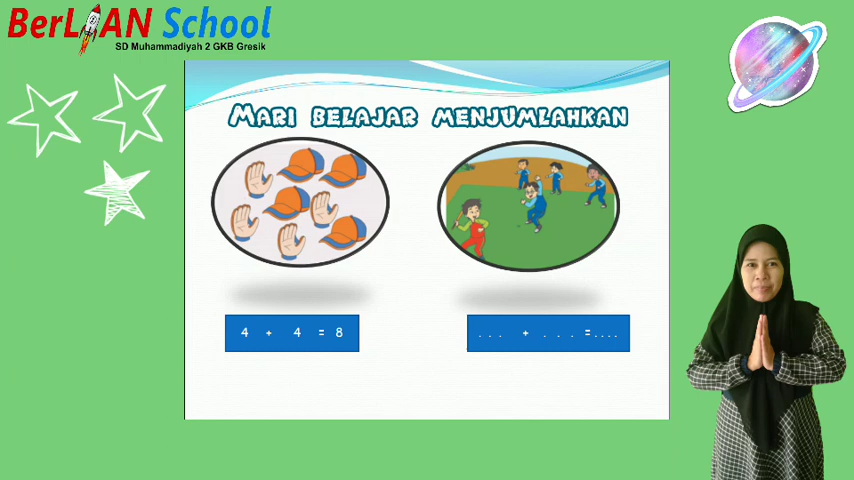 BerLIAN School
SD Muhammadiyah 2 GKB Gresik
MARI BELAJAR MENJUMLAHKAN
4 + 4 = 8
. . . + . . . =....